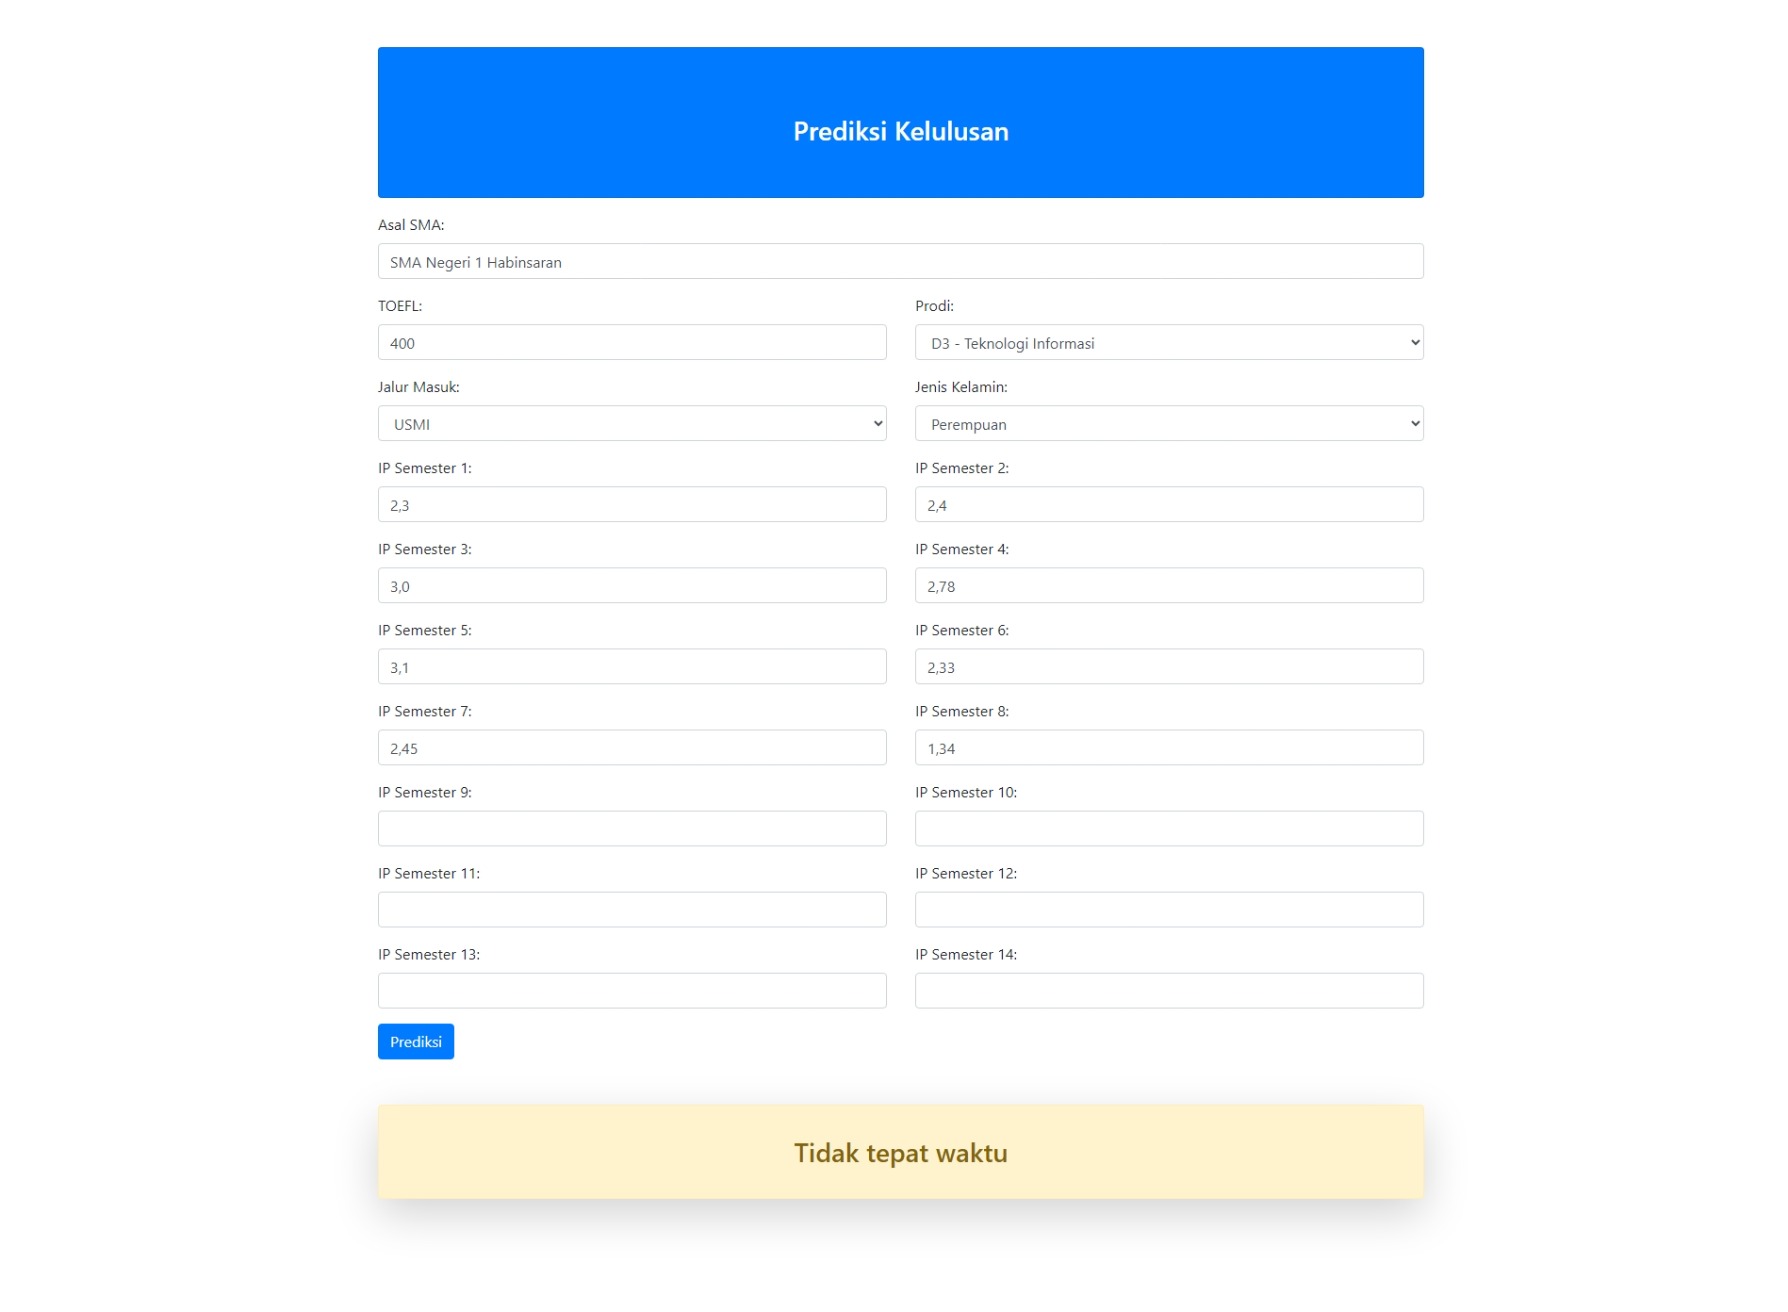 Prediksi Kelulusan
Asal SMA:
SMA Negeri 1 Habinsaran
TOEFL:
Prodi:
400
D3 - Teknologi Informasi
Jalur Masuk:
Jenis Kelamin:
USMI
Perempuan
IP Semester 1:
IP Semester 2:
2,3
2,4
IP Semester 3:
IP Semester 4:
3,0
2,78
IP Semester 5:
IP Semester 6:
3,1
2,33
IP Semester 7:
IP Semester 8:
2,45
1,34
IP Semester 9:
IP Semester 10:
IP Semester 11:
IP Semester 12:
IP Semester 13:
IP Semester 14:
Prediksi
Tidak tepat waktu